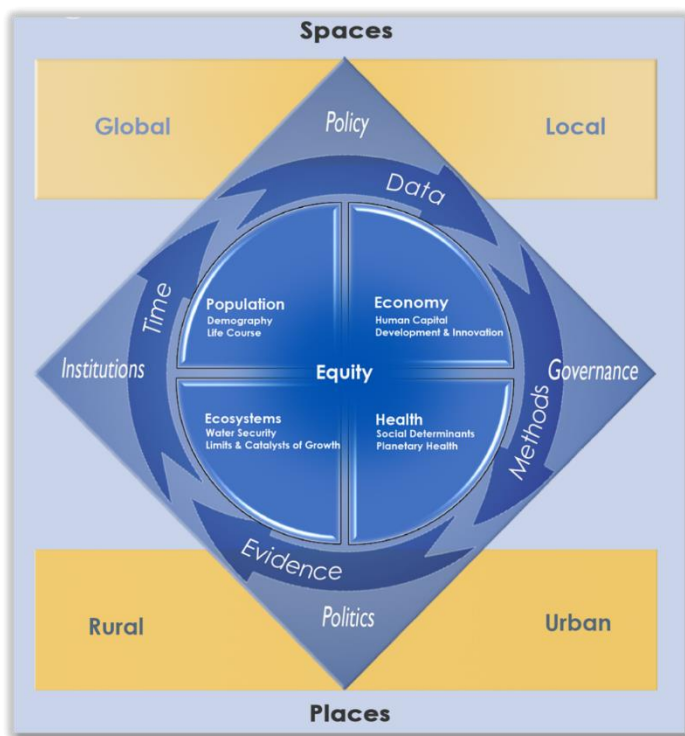 Spaces
Global
Policy
Local
Data
Time
Population
Demography
Life Course
Economy
Human Capital
Development & Innovation
Institutions
Equity
Governance
Methods
Ecosystems
Water Security
Limits & Catalysts of Growth
Health
Social Determinants
Planetary Health
Evidence
Politics
Rural
Urban
Places